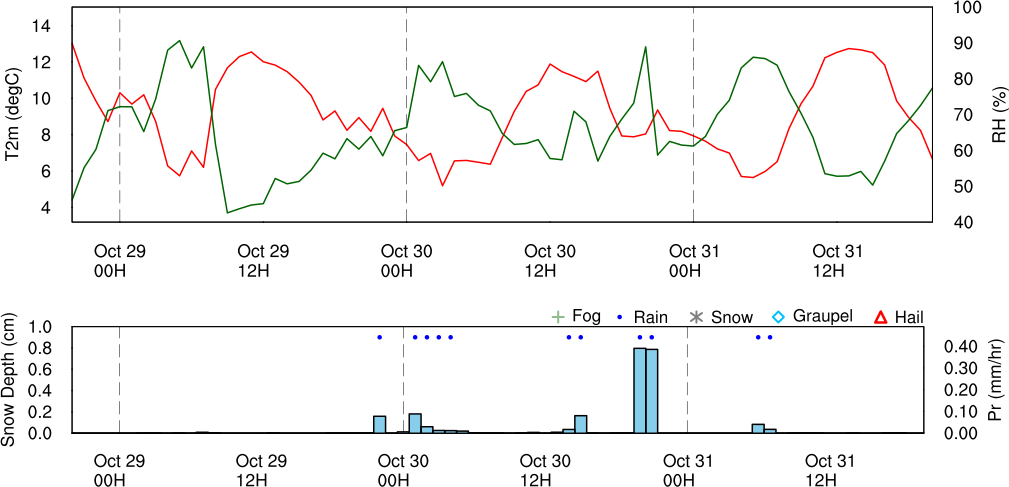 14
12
10
8
6
4
T2m (degC)
100
90
80
70
60
50
40
RH (%)
Oct 29 Oct 29 Oct 30 Oct 30 Oct 31 Oct 31
00H 12H 00H 12H 00H 12H
Fog Rain Snow Graupel Hail
1.0
0.8
0.6
0.4
0.2
0.0
Snow Depth (cm)
0.40
0.30
0.20
0.10
0.00
Pr (mm/hr)
Oct 29 Oct 29 Oct 30 Oct 30 Oct 31 Oct 31
00H 12H 00H 12H 00H 12H